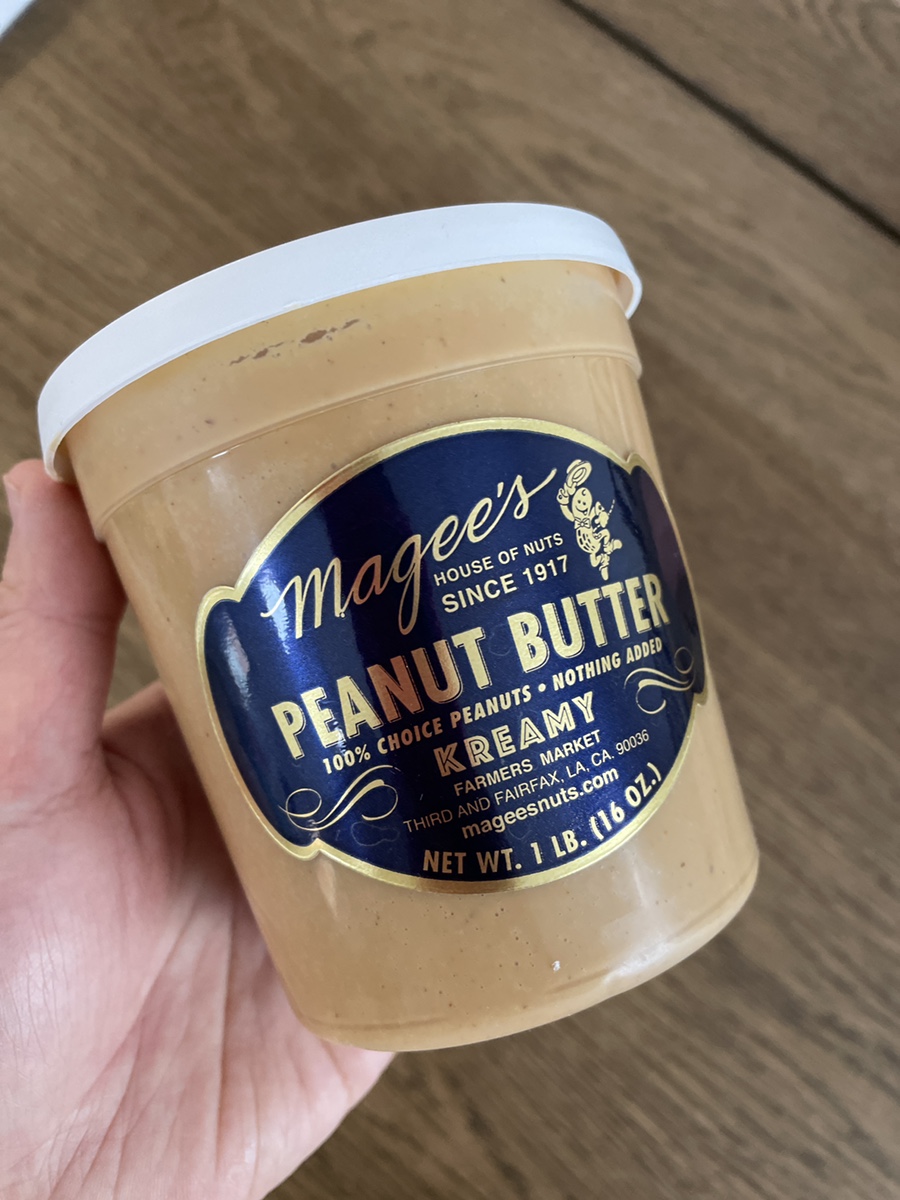 Magee's
HOUSE OF NUTS
SINCE 1917
PEANUT BUTTER
100% CHOICE PEANUTS • NOTHING ADDED
KREAMY
FARMERS MARKET
THIRD AND FAIRFAX, LA, CA. 90036
mageesnuts.com
NET WT. 1 LB. (16 OZ.)